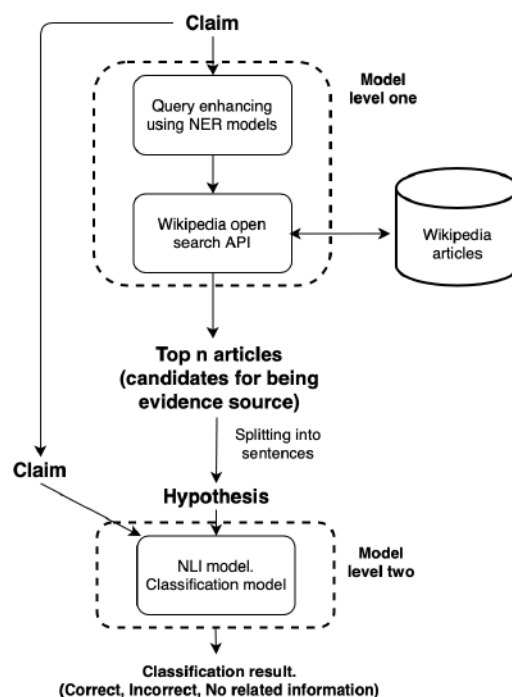 Claim
Model
level one
Query enhancing
using NER models
Wikipedia open
search API
Wikipedia
articles
Top n articles
(candidates for being
evidence source)
Splitting into
sentences
Claim
Hypothesis
NLI model.
Classification model
Model
level two
Classification result.
(Correct, Incorrect, No related information)